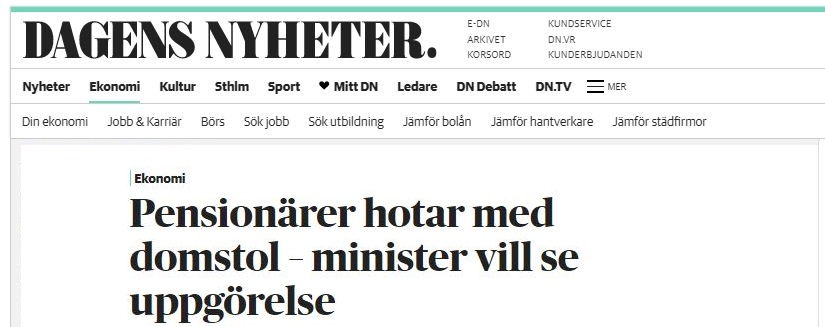 DAGENS NYHETER.
E-DN KUNDSERVICE
ARKIVET DN.VR
KORSORD KUNDERBJUDANDEN
Nyheter Ekonomi Kultur Sthlm Sport ♥ Mitt DN Ledare DN Debatt DN.TV MER
Din ekonomi Jobb & Karriär Börs Sök jobb Sök utbildning Jämför bolån Jämför hantverkare Jämför städfirmor
Ekonomi
Pensionärer hotar med
domstol – minister vill se
uppgörelse